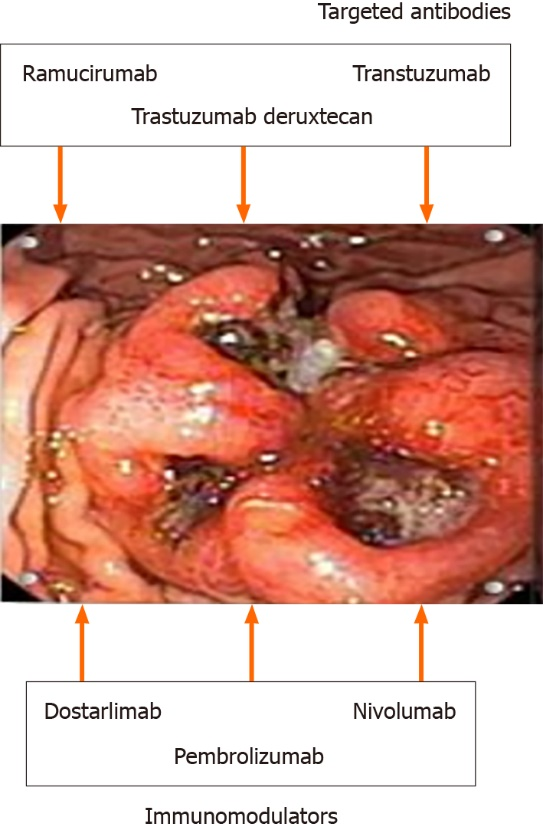 Targeted antibodies
Ramucirumab Transtuzumab
Trastuzumab deruxtecan
Dostarlimab Nivolumab
Pembrolizumab
Immunomodulators